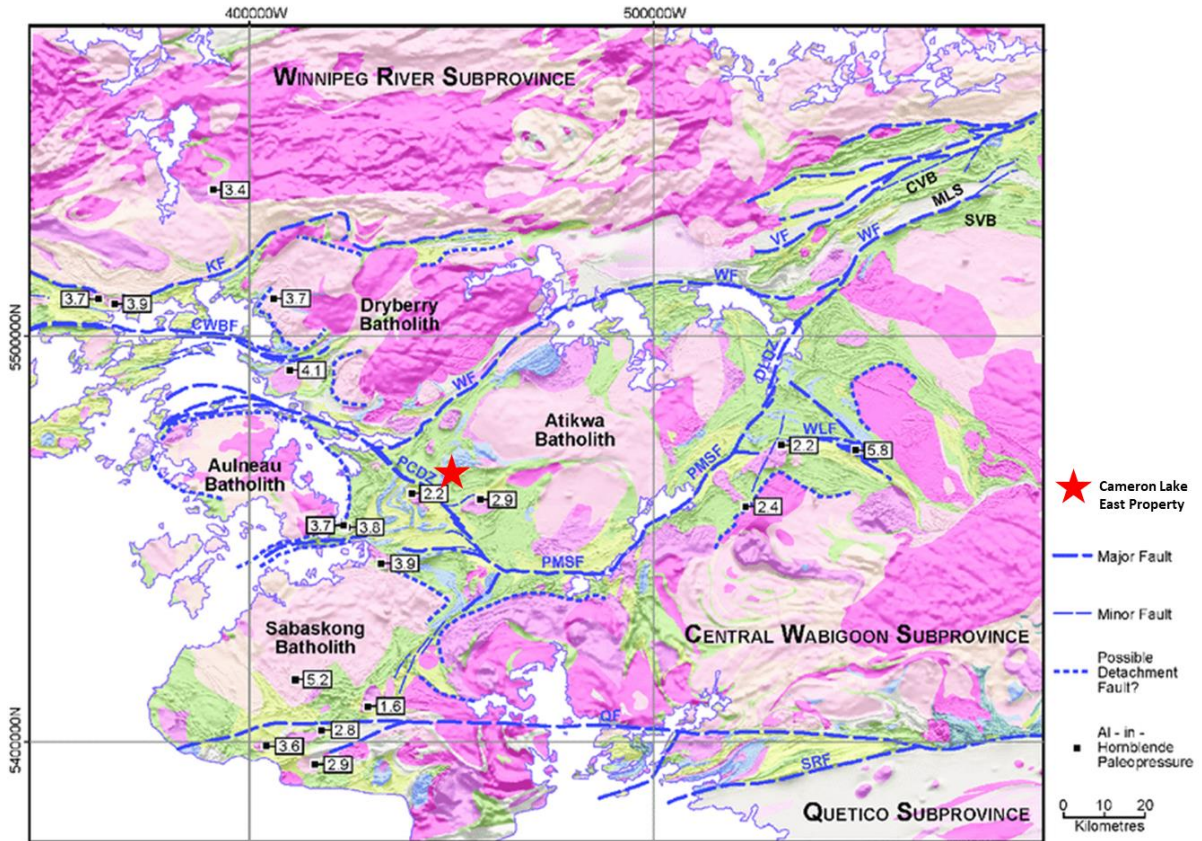 400000W
500000W
WINNIPEG RIVER SUBPROVINCE
3.4
CVB
MLS
SVB
VF
WF
KF
WF
3.7
3.9
3.7
Dryberry
Batholith
5500000N
CWBF
4.1
DLDZ
WF
Atikwa
Batholith
WLF
2.2
5.8
Aulneau
Batholith
PCDZ
PMSF
2.2
2.9
2.4
3.7
3.8
3.9
PMSF
Sabaskong
Batholith
CENTRAL WABIGOON SUBPROVINCE
5.2
1.6
QF
2.8
3.6
2.9
5400000N
SRF
QUETICO SUBPROVINCE
Cameron Lake
East Property
Major Fault
Minor Fault
Possible
Detachment
Fault?
Al - in -
Hornblende
Paleopressure
0 10 20
Kilometres